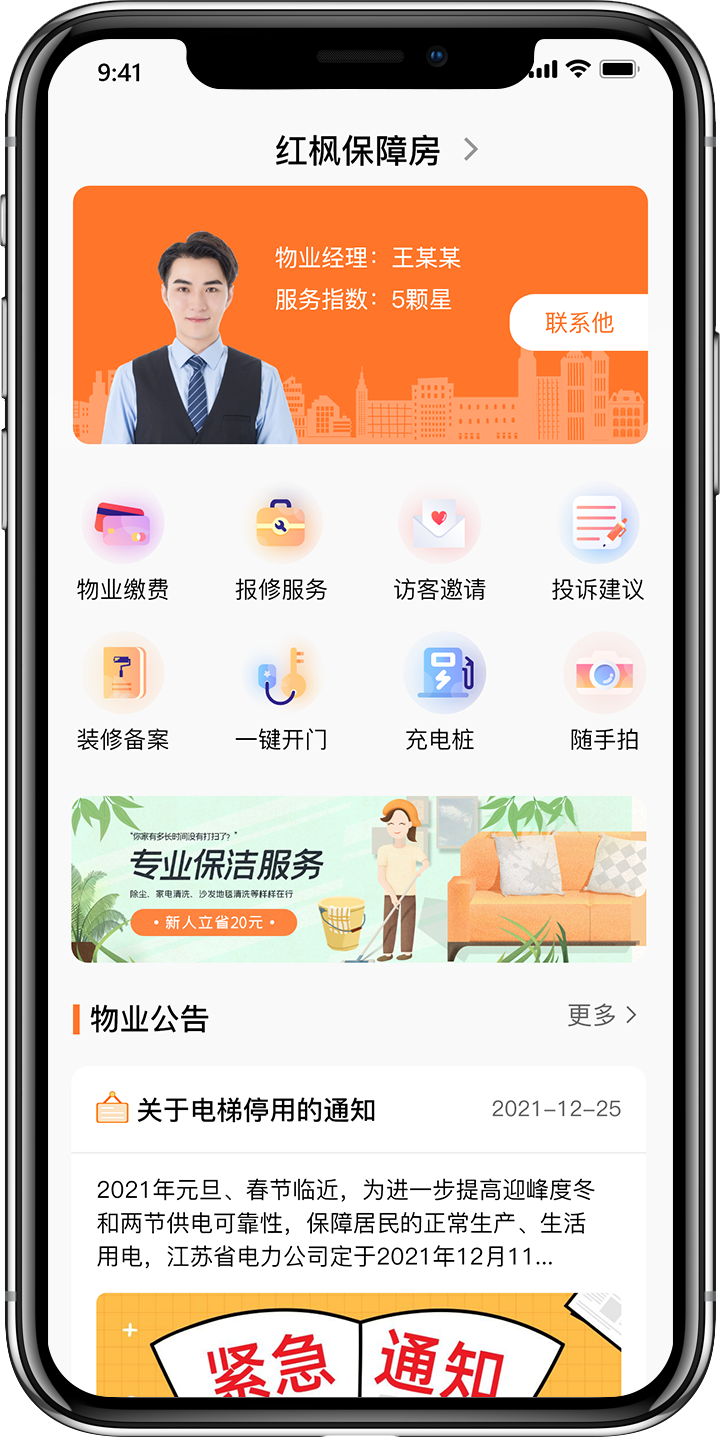 9:41
红枫保障房
物业经理：王某某
服务指数：5颗星
联系他
物业缴费
报修服务
访客邀请
投诉建议
装修备案
一键开门
充电桩
随手拍
“你家有多长时间没有打扫了？”
专业保洁服务
除尘、家电清洗、沙发地毯清洗等样样在行
• 新人立省20元 •
物业公告
更多
关于电梯停用的通知
2021-12-25
2021年元旦、春节临近，为进一步提高迎峰度冬
和两节供电可靠性，保障居民的正常生产、生活
用电，江苏省电力公司定于2021年12月11...
紧急通知